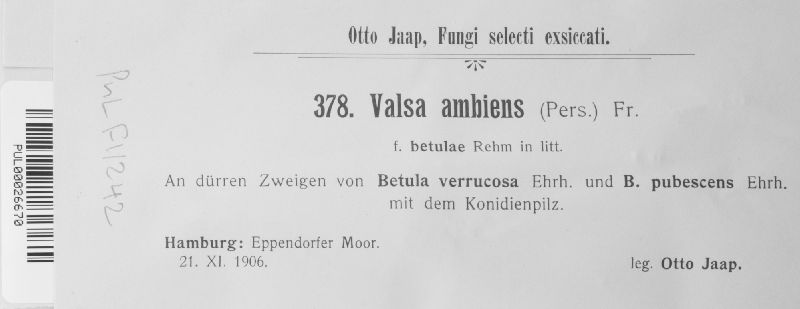 Otto Jaap, Fungi selecti exsiccati.
378. Valsa ambiens (Pers.) Fr.
f. betulae Rehm in litt.
An dürren Zweigen von Betula verrucosa Ehrh. und B. pubescens Ehrh.
mit dem Konidienpilz.
Hamburg: Eppendorfer Moor.
21. XI. 1906.
leg. Otto Jaap.
PUL F1/242
PUL00026670